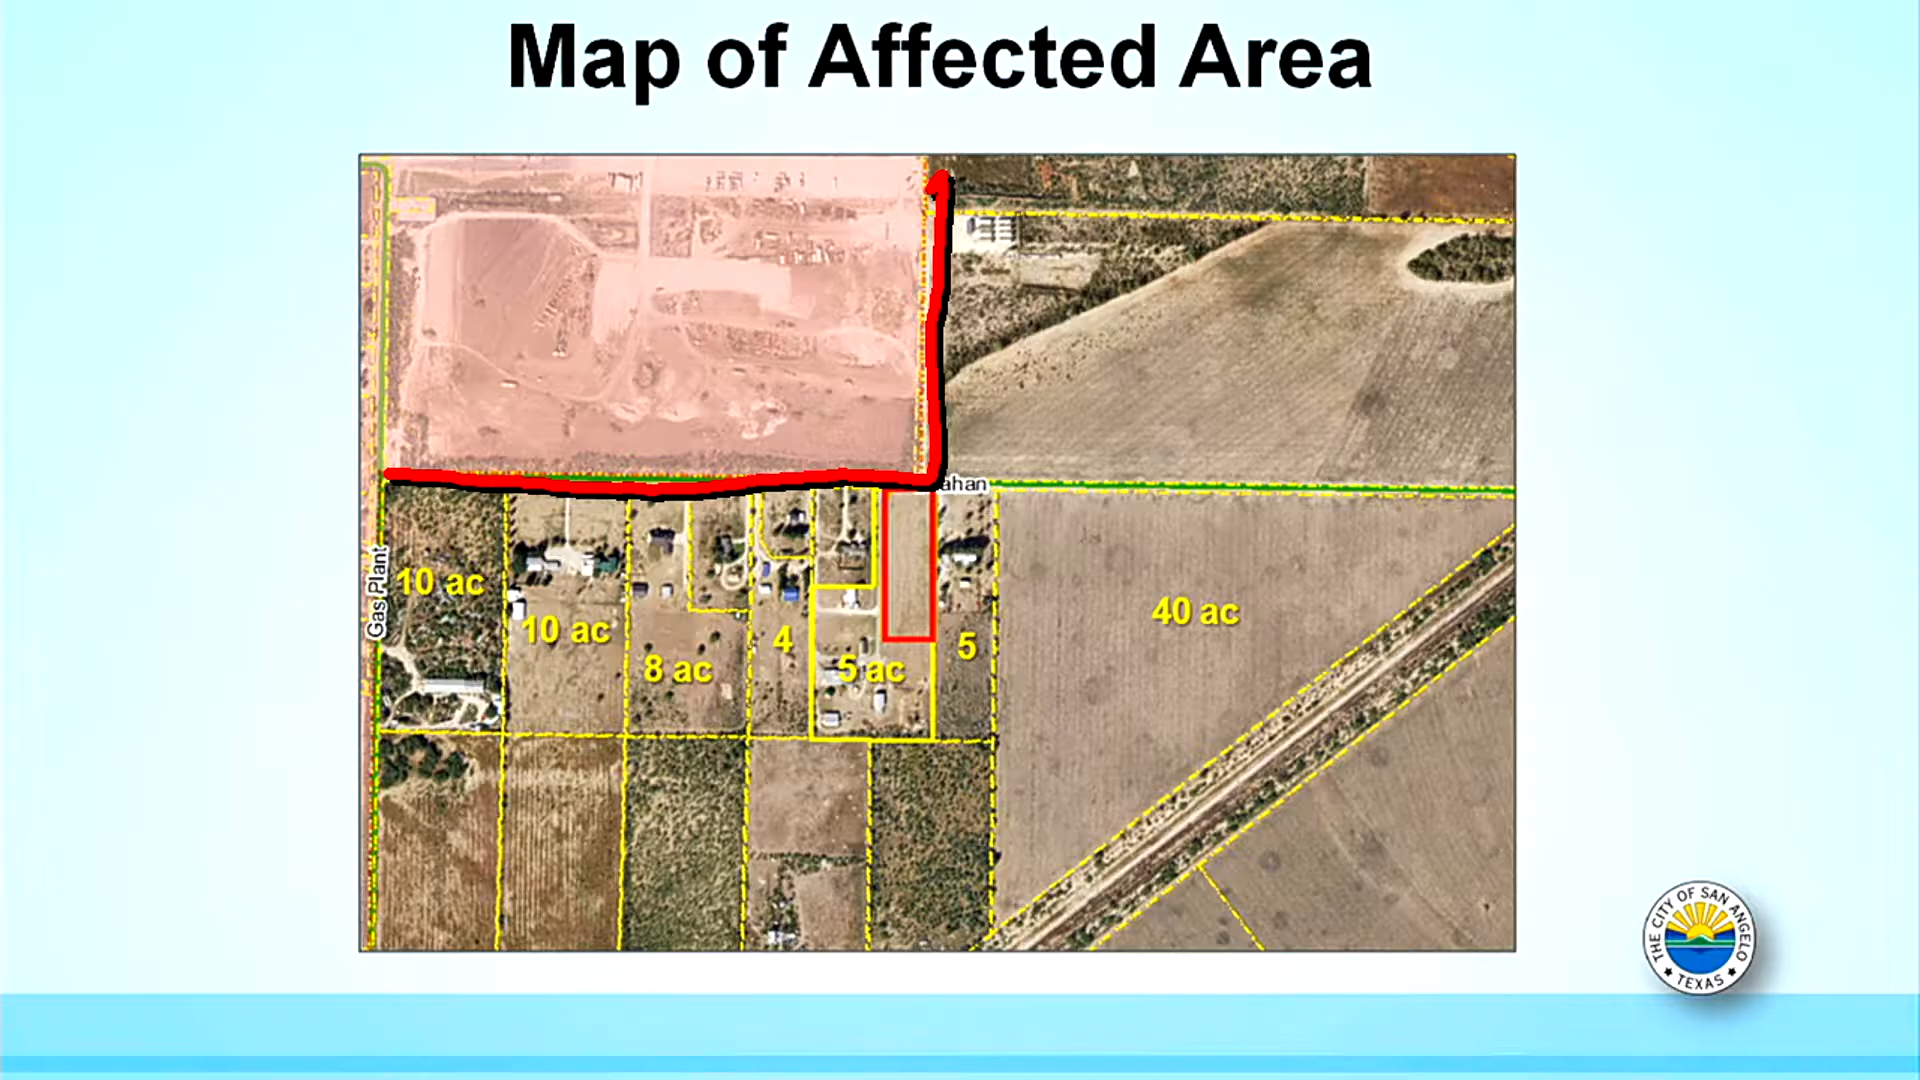 Map of Affected Area
ahan
Gas Plant
10 ac
10 ac
8 ac
4
5 ac
5
40 ac
THE CITY OF SAN ANGELO
TEXAS